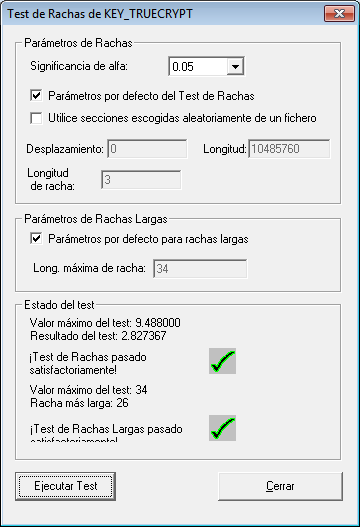 Test de Rachas de KEY_TRUECRYPT
Parámetros de Rachas
Significancia de alfa: 0.05
Parámetros por defecto del Test de Rachas
Utilice secciones escogidas aleatoriamente de un fichero
Desplazamiento: 0 Longitud: 10485760
Longitud
de racha: 3
Parámetros de Rachas Largas
Parámetros por defecto para rachas largas
Long. máxima de racha: 34
Estado del test
Valor máximo del test: 9.488000
Resultado del test: 2.827367
¡Test de Rachas pasado
satisfactoriamente!
Valor máximo del test: 34
Racha más larga: 26
¡Test de Rachas Largas pasado
satisfactoriamente!
Ejecutar Test Cerrar